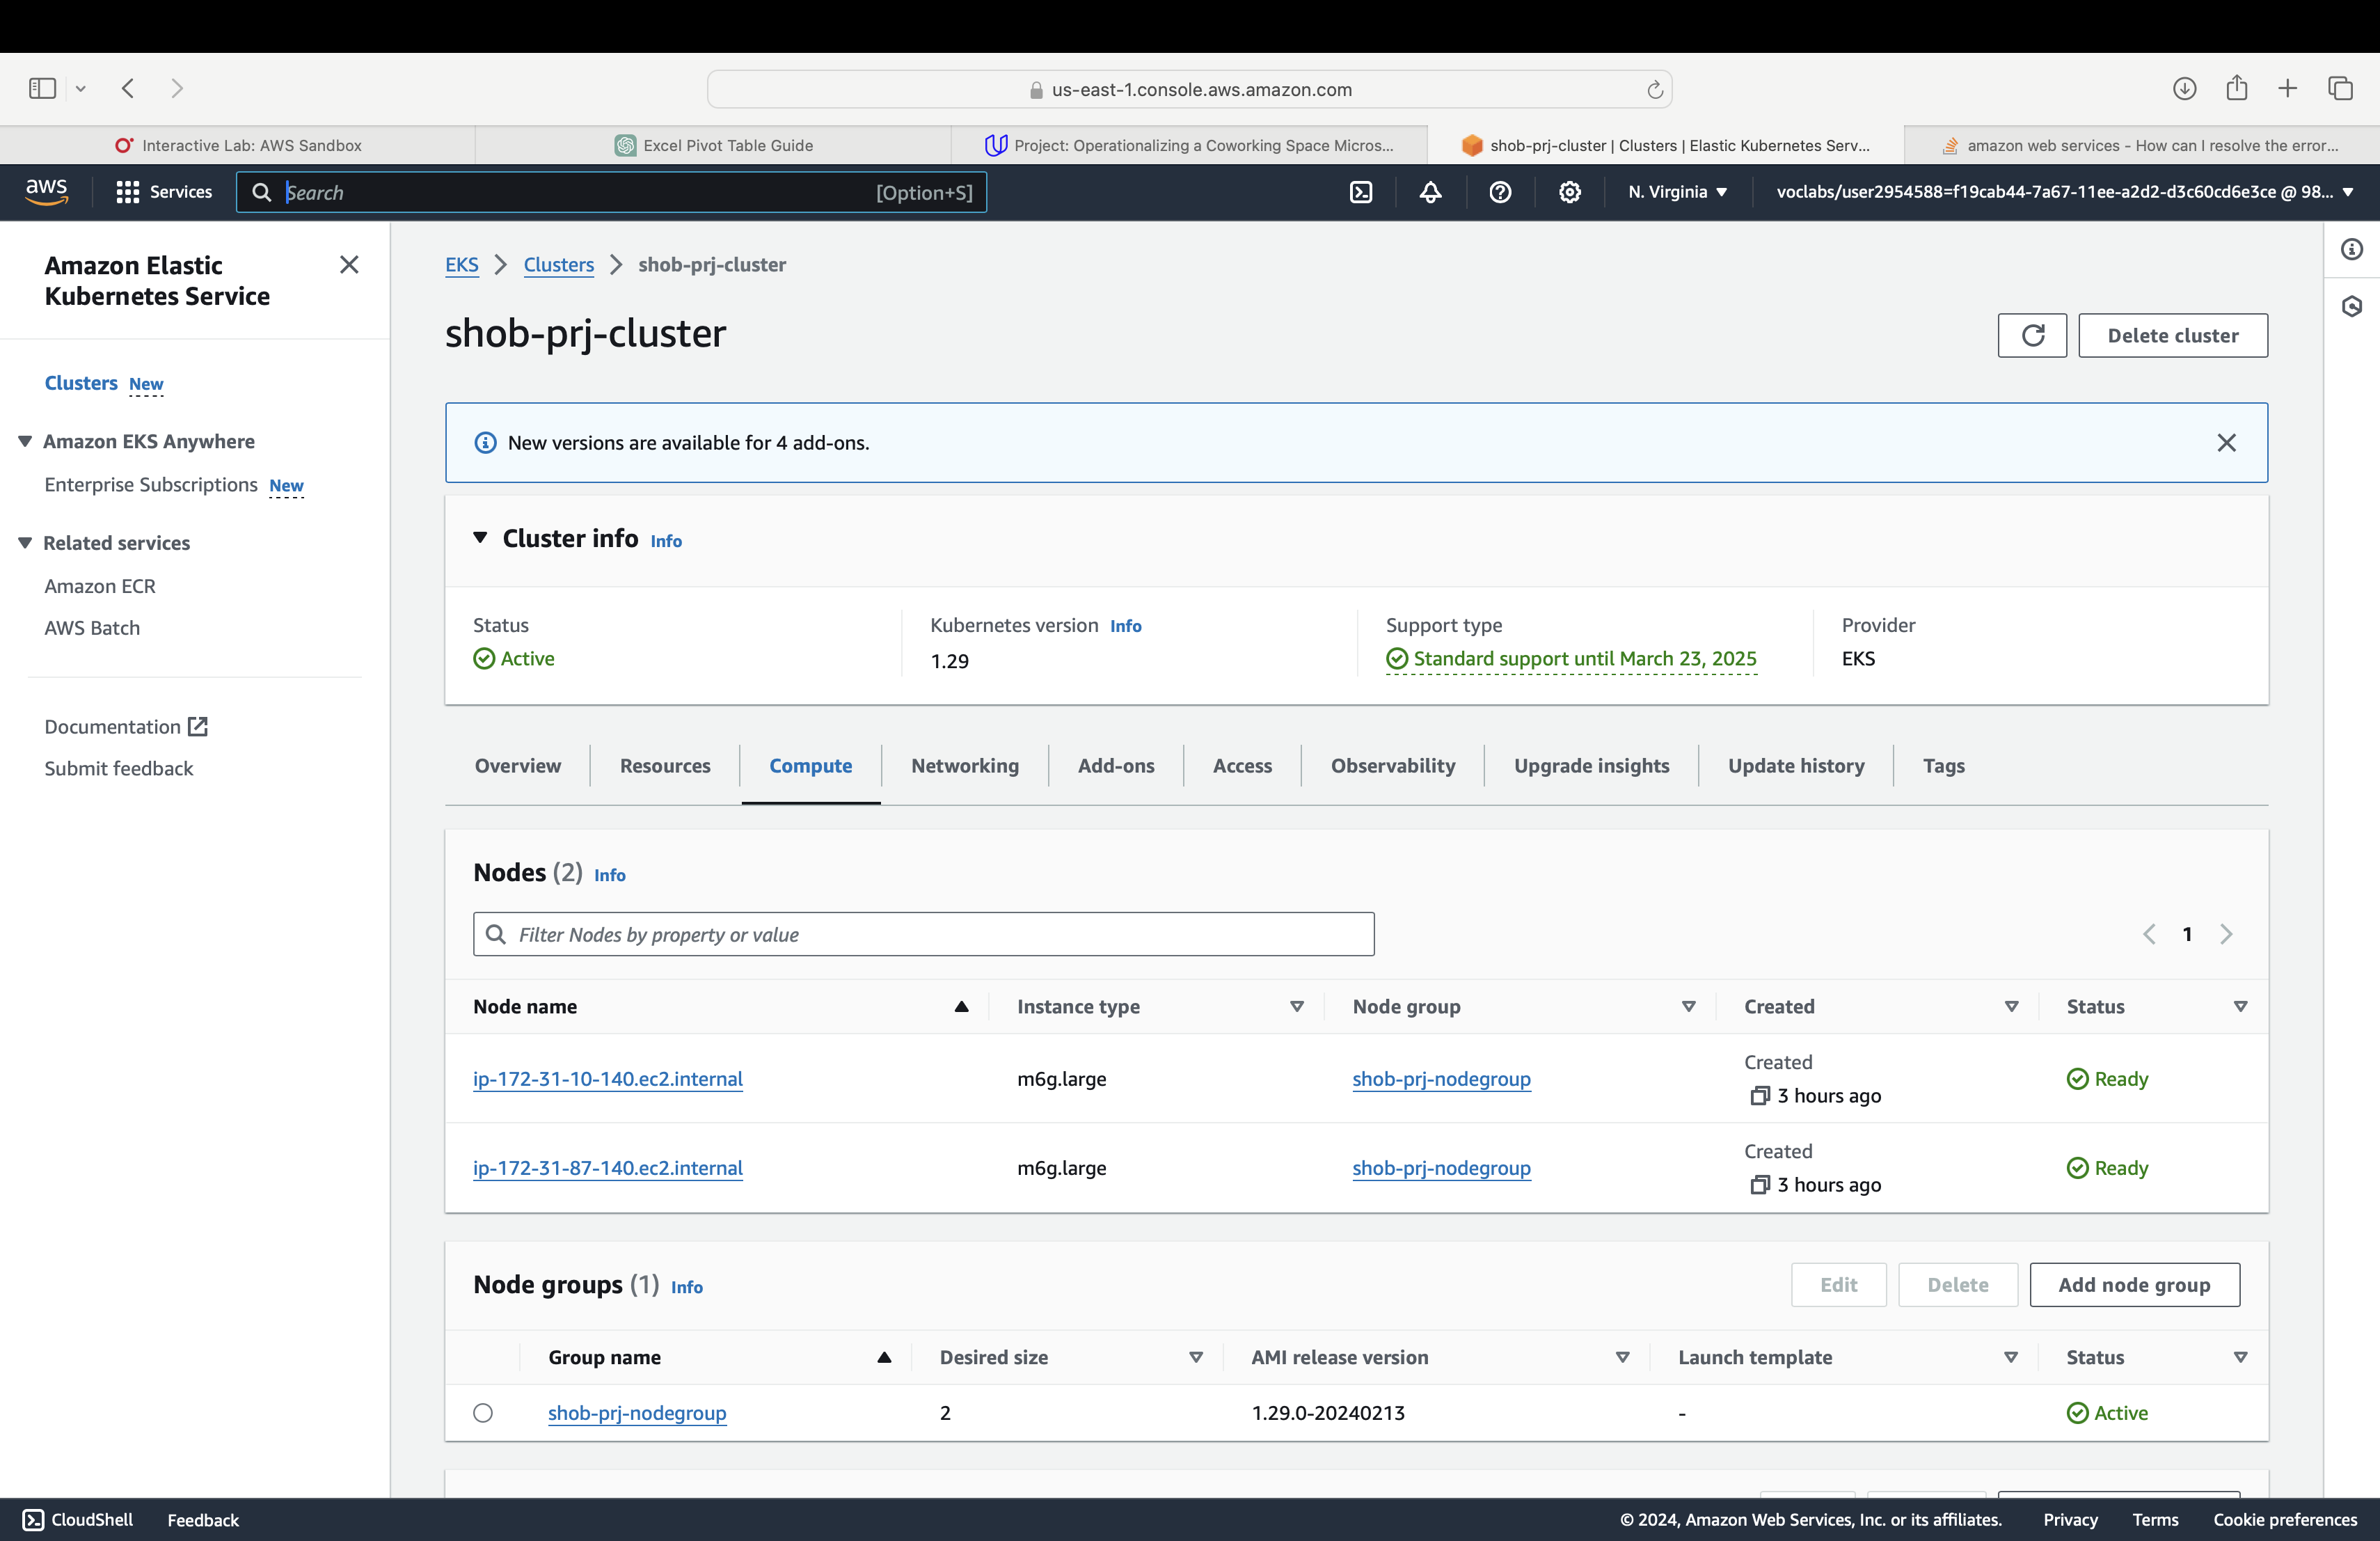 us-east-1.console.aws.amazon.com
Interactive Lab: AWS Sandbox
Excel Pivot Table Guide
Project: Operationalizing a Coworking Space Micros...
shob-prj-cluster | Clusters | Elastic Kubernetes Serv...
amazon web services - How can I resolve the error...
aws
Services
Search
[Option+S]
N. Virginia
voclabs/user2954588=f19cab44-7a67-11ee-a2d2-d3c60cd6e3ce @ 98...
Amazon Elastic
Kubernetes Service
Clusters New
Amazon EKS Anywhere
Enterprise Subscriptions New
Related services
Amazon ECR
AWS Batch
Documentation
Submit feedback
EKS
Clusters
shob-prj-cluster
shob-prj-cluster
Delete cluster
New versions are available for 4 add-ons.
Cluster info Info
Status
Active
Kubernetes version Info
1.29
Support type
Standard support until March 23, 2025
Provider
EKS
Overview
Resources
Compute
Networking
Add-ons
Access
Observability
Upgrade insights
Update history
Tags
Nodes (2) Info
Filter Nodes by property or value
1
Node name
Instance type
Node group
Created
Status
ip-172-31-10-140.ec2.internal
m6g.large
shob-prj-nodegroup
Created
3 hours ago
Ready
ip-172-31-87-140.ec2.internal
m6g.large
shob-prj-nodegroup
Created
3 hours ago
Ready
Node groups (1) Info
Edit
Delete
Add node group
Group name
Desired size
AMI release version
Launch template
Status
shob-prj-nodegroup
2
1.29.0-20240213
-
Active
CloudShell
Feedback
© 2024, Amazon Web Services, Inc. or its affiliates.
Privacy
Terms
Cookie preferences